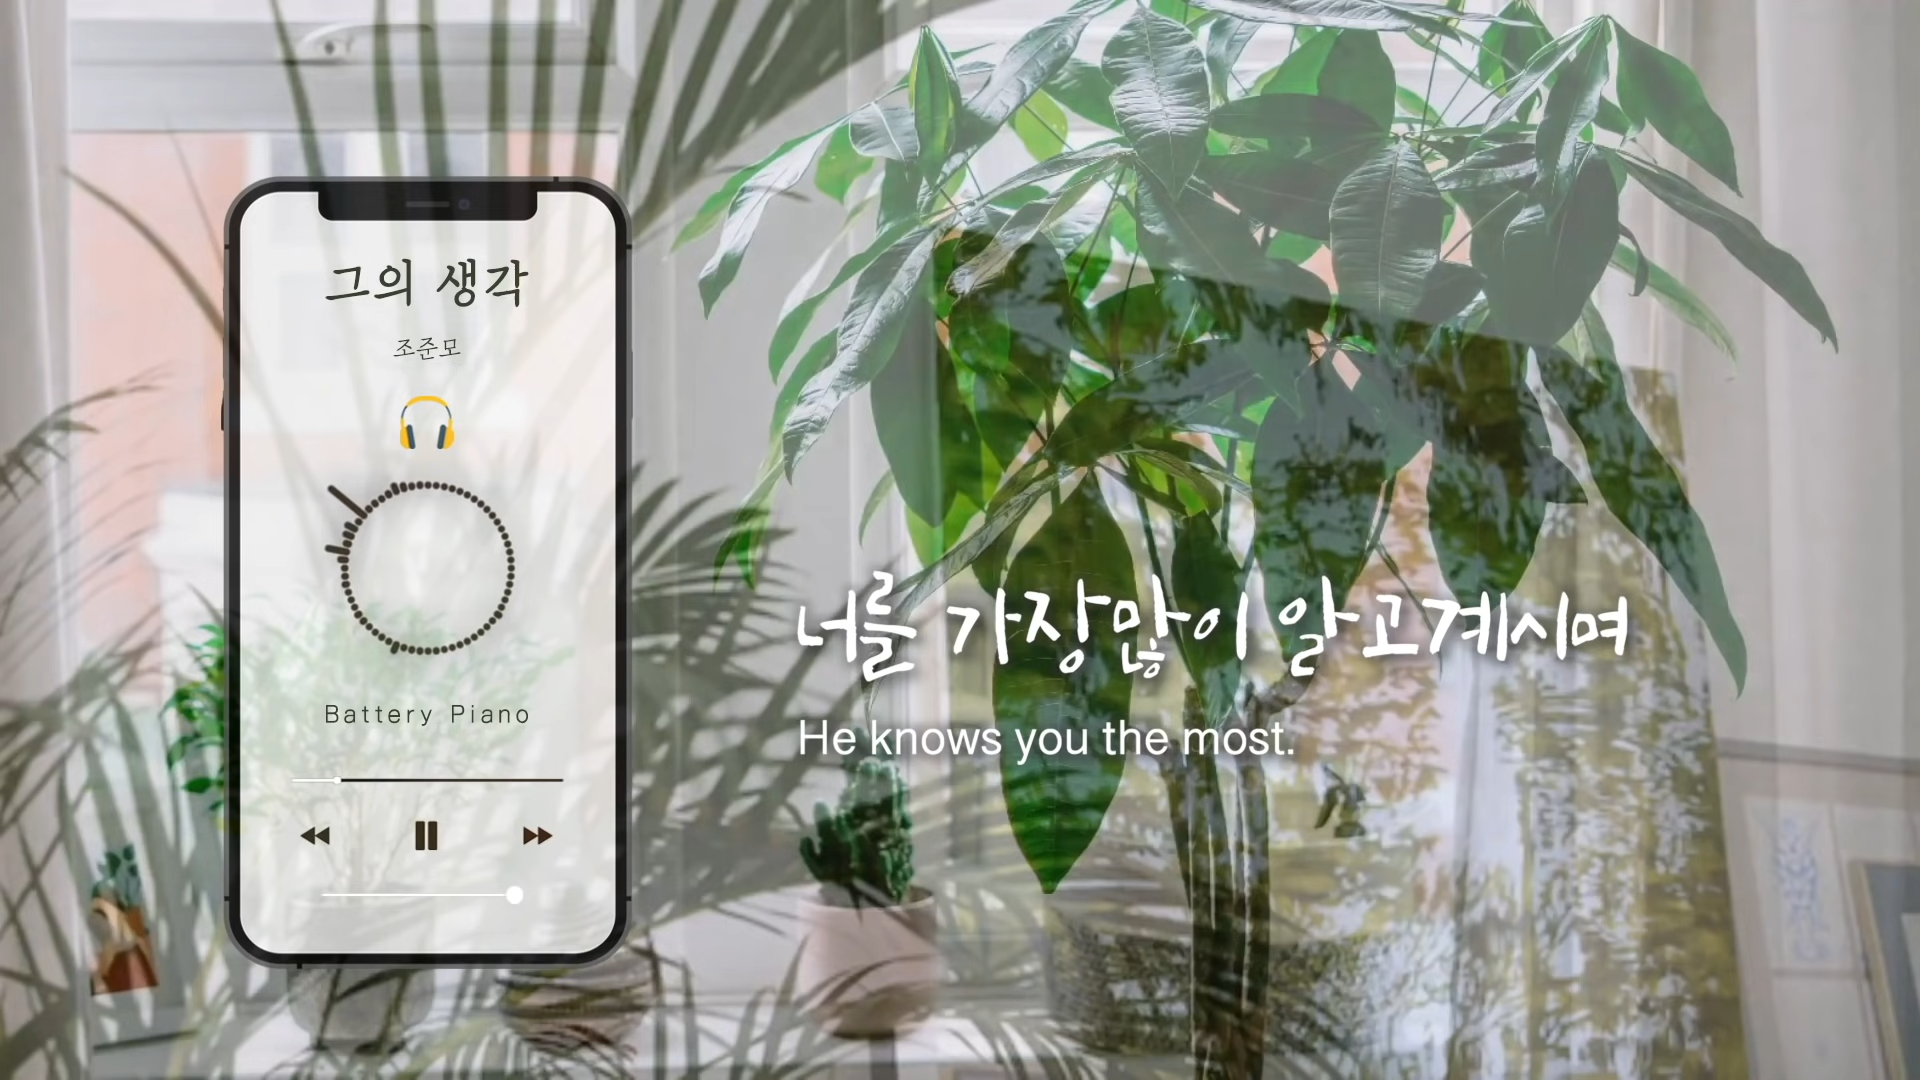 그의 생각
조준모
Battery Piano
너를 가장많이 알고계시며
He knows you the most.